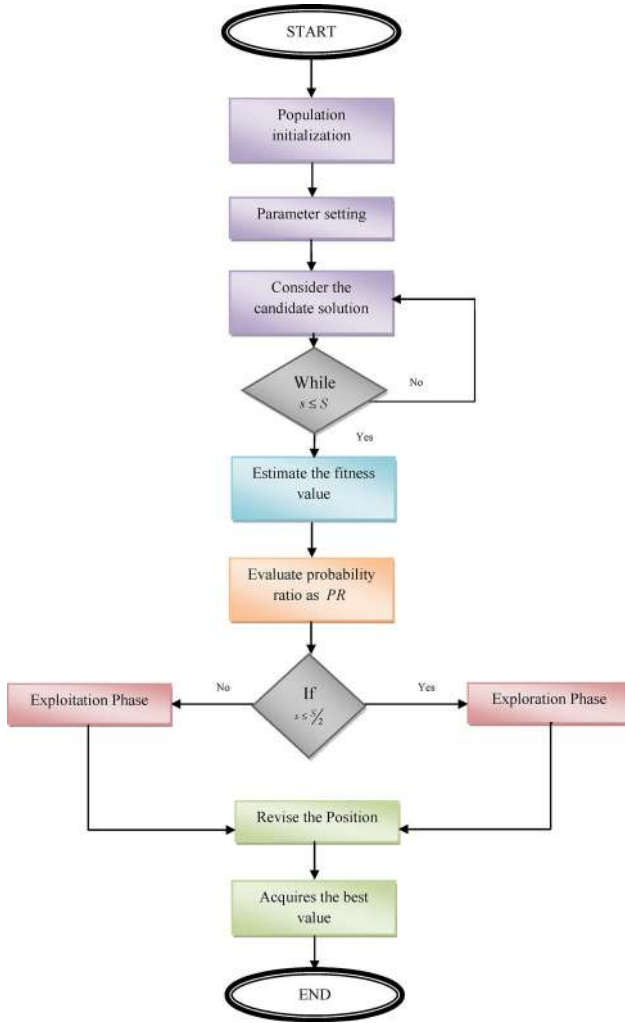 START
Population
initialization
Parameter setting
Consider the
candidate solution
While
s ≤ S
No
Yes
Estimate the fitness
value
Evaluate probability
ratio as PR
Exploitation Phase
No
If
s ≤ S/2
Yes
Exploration Phase
Revise the Position
Acquires the best
value
END